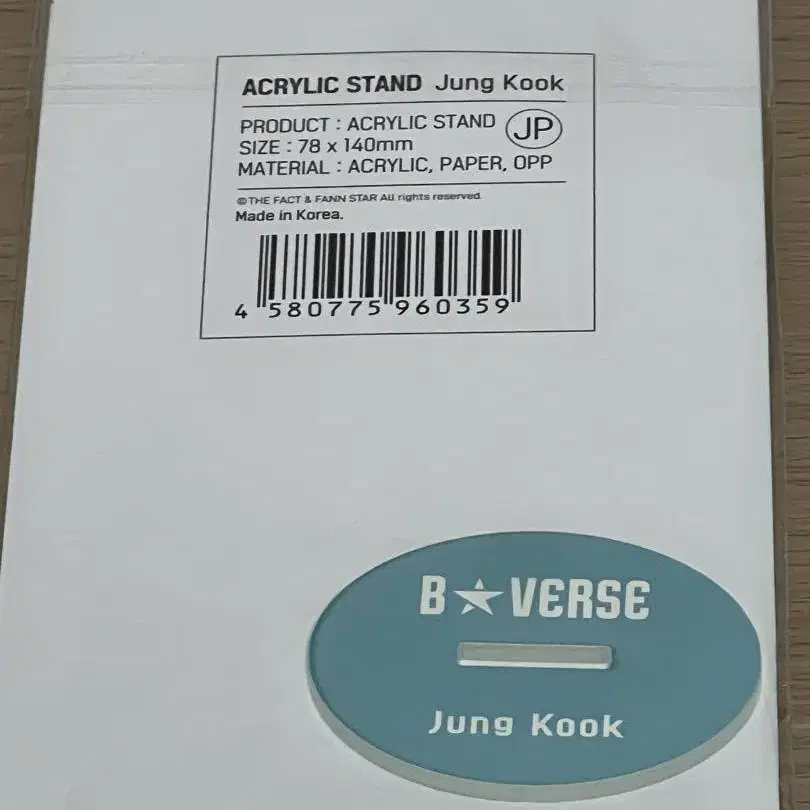 ACRYLIC STAND Jung Kook
PRODUCT : ACRYLIC STAND JP
SIZE : 78 x 140mm
MATERIAL : ACRYLIC, PAPER, OPP
©THE FACT & FANN STAR All rights reserved.
Made in Korea.
4 580775 960359
B★VERSE
Jung Kook